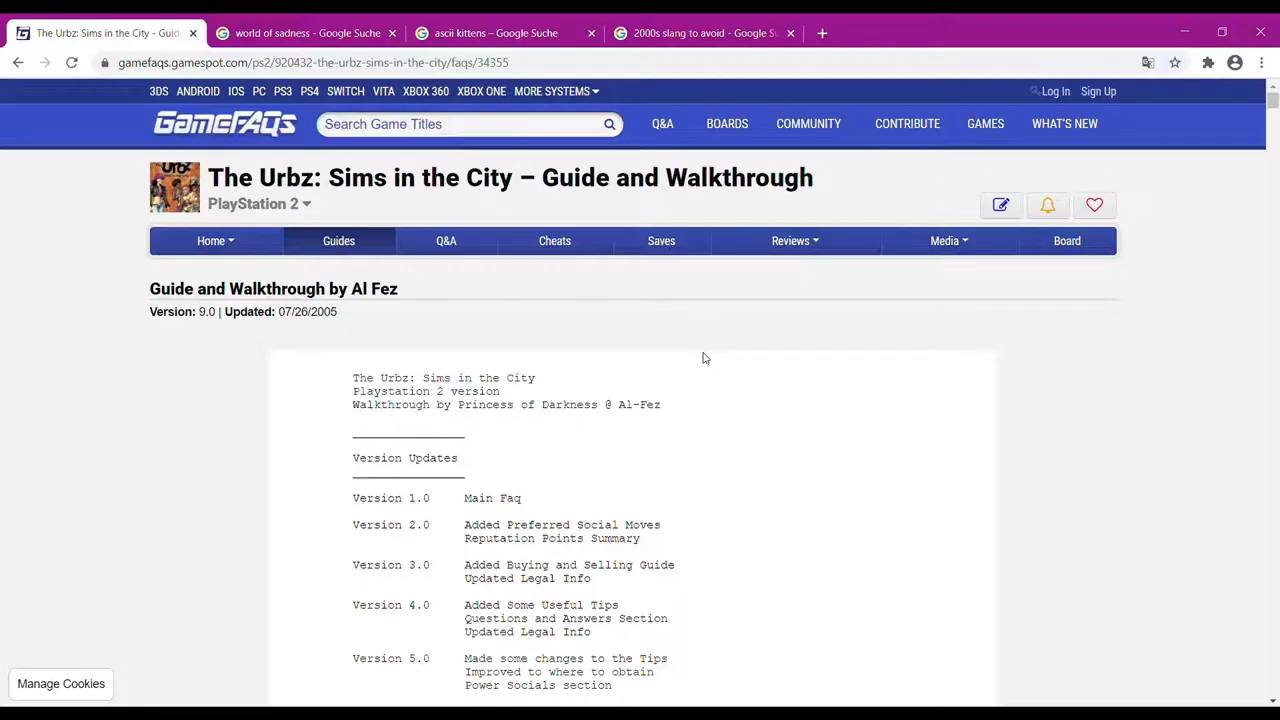 The Urbz: Sims in the City - Guid
world of sadness - Google Suche
ascii kittens – Google Suche
2000s slang to avoid - Google Su
gamefaqs.gamespot.com/ps2/920432-the-urbz-sims-in-the-city/faqs/34355
3DS ANDROID IOS PC PS3 PS4 SWITCH VITA XBOX 360 XBOX ONE MORE SYSTEMS
Log In Sign Up
GameFAQs
Search Game Titles
Q&A BOARDS COMMUNITY CONTRIBUTE GAMES WHAT'S NEW
The Urbz: Sims in the City – Guide and Walkthrough
PlayStation 2
Home Guides Q&A Cheats Saves Reviews Media Board
Guide and Walkthrough by Al Fez
Version: 9.0 | Updated: 07/26/2005
The Urbz: Sims in the City
Playstation 2 version
Walkthrough by Princess of Darkness @ Al-Fez
Version Updates
Version 1.0 Main Faq
Version 2.0 Added Preferred Social Moves
Reputation Points Summary
Version 3.0 Added Buying and Selling Guide
Updated Legal Info
Version 4.0 Added Some Useful Tips
Questions and Answers Section
Updated Legal Info
Version 5.0 Made some changes to the Tips
Improved to where to obtain
Power Socials section
Manage Cookies